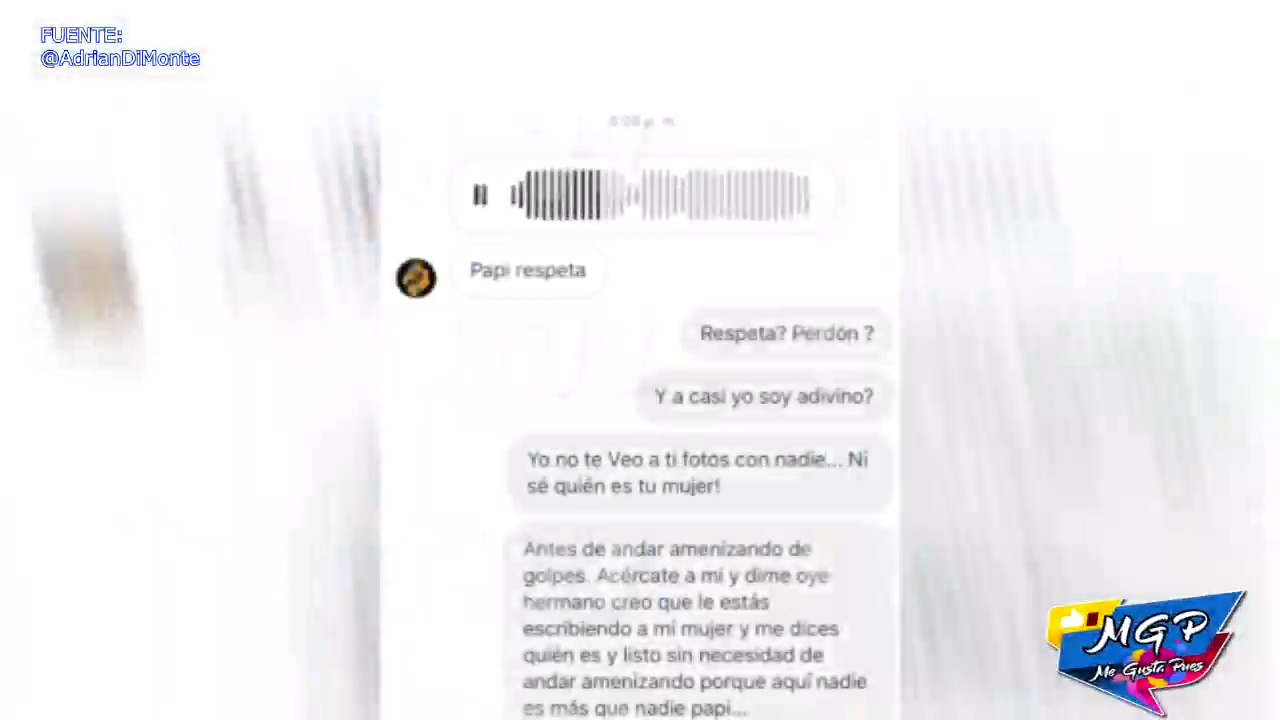 FUENTE:
@AdrianDiMonte
Papi respeta
Respeta? Perdón ?
Y a casi yo soy adivino?
Yo no te Veo a ti fotos con nadie... Ni
sé quién es tu mujer!
Antes de andar amenizando de
golpes. Acércate a mi y dime oye
hermano creo que le estás
escribiendo a mi mujer y me dices
quién es y listo sin necesidad de
andar amenizando porque aquí nadie
es más que nadie papi...
MGP
Me Gusta Pues